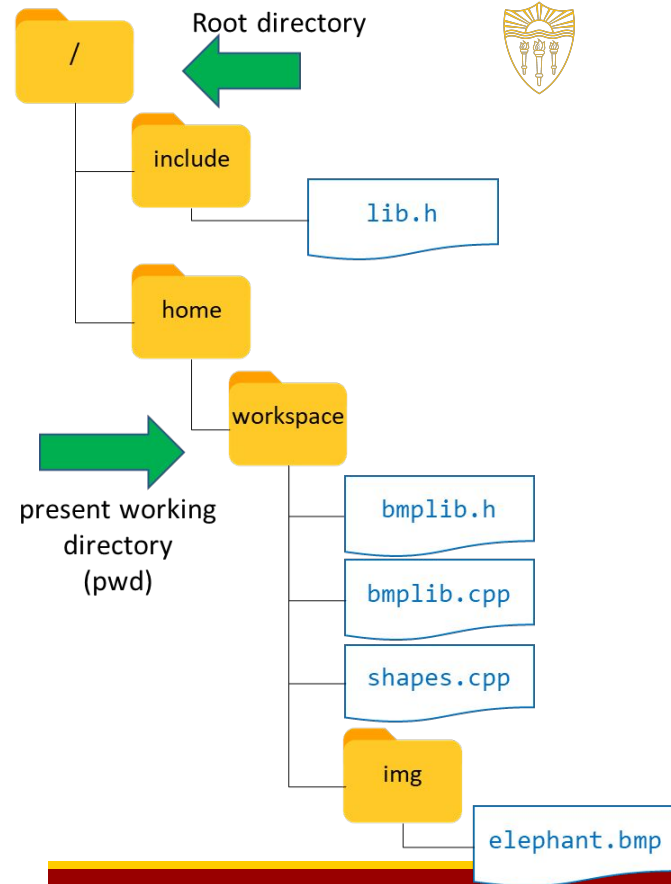 Root directory
/
include
lib.h
home
workspace
present working
directory
(pwd)
bmplib.h
bmplib.cpp
shapes.cpp
img
elephant.bmp